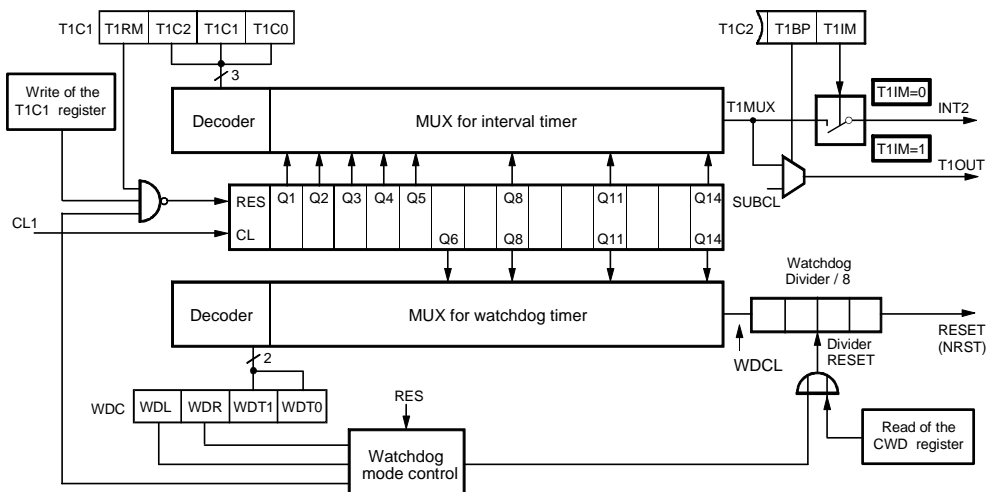 T1C1 T1RM T1C2 T1C1 T1C0
T1C2 T1BP T1IM
3
Write of the
T1C1 register
Decoder
MUX for interval timer
T1MUX
T1IM=0
INT2
T1IM=1
T1OUT
SUBCL
RES Q1 Q2 Q3 Q4 Q5 Q8 Q11 Q14
CL1
CL Q6 Q8 Q11 Q14
Decoder
MUX for watchdog timer
Watchdog
Divider / 8
RESET
(NRST)
Divider
RESET
WDCL
2
WDC WDL WDR WDT1 WDT0
RES
Watchdog
mode control
Read of the
CWD register